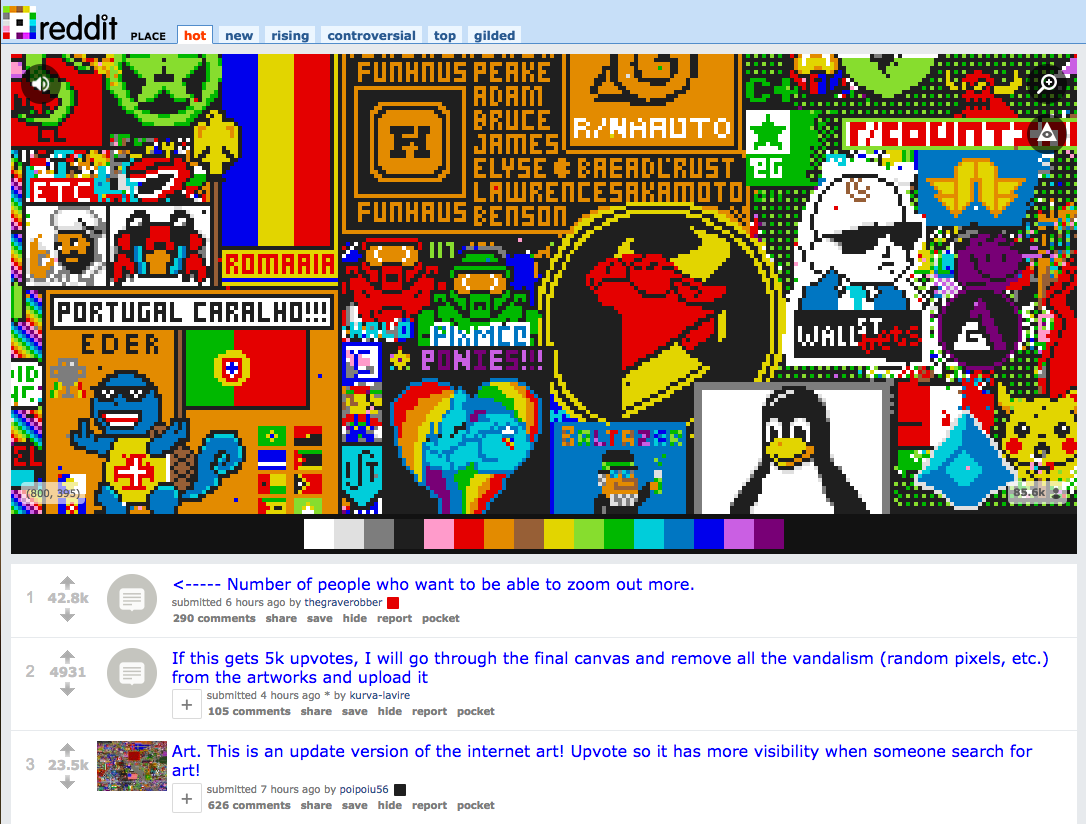 reddit PLACE hot new rising controversial top gilded
FUNHNUS PEAKE
ADAM
BRUCE
JAMES
ELYSE & BREADL'RUST
LAWRENCESAKAMOTO
FUNHAUS BENSON
R/NARUTO
C+
2G
R/COUNT
ETC
ROMARIA
PORTUGAL CARALHO!!!
EDER
PONIES!!!
BALTAZAR
WALL ST
(800, 395)
85.6k
1
42.8k
<----- Number of people who want to be able to zoom out more.
submitted 6 hours ago by thegraverobber
290 comments share save hide report pocket
2
4931
If this gets 5k upvotes, I will go through the final canvas and remove all the vandalism (random pixels, etc.)
from the artworks and upload it
submitted 4 hours ago * by kurva-lavire
105 comments share save hide report pocket
3
23.5k
Art. This is an update version of the internet art! Upvote so it has more visibility when someone search for
art!
submitted 7 hours ago by poipoiu56
626 comments share save hide report pocket